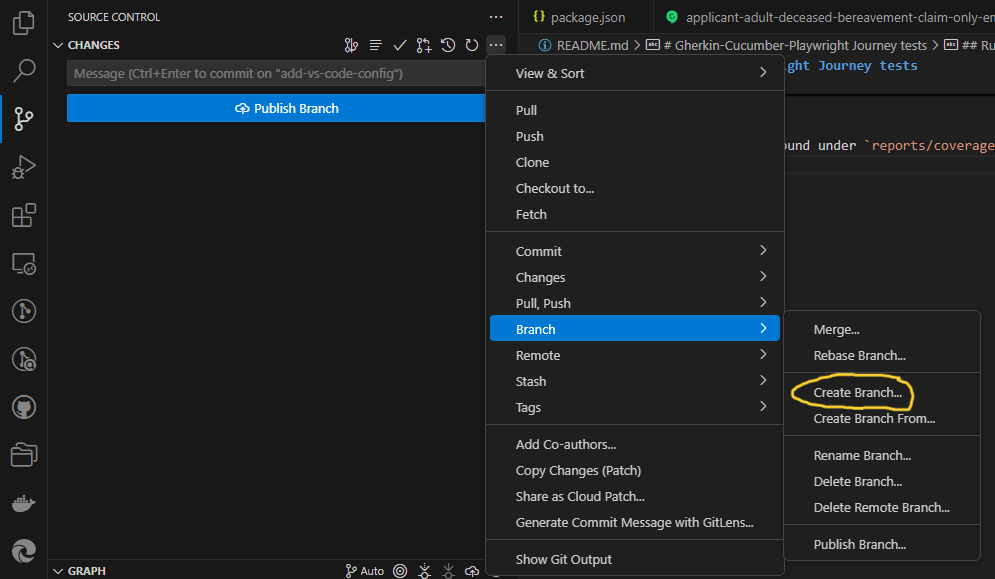 SOURCE CONTROL
CHANGES
Message (Ctrl+Enter to commit on "add-vs-code-config")
Publish Branch
{} package.json
applicant-adult-deceased-bereavement-claim-only-en
README.md > # Gherkin-Cucumber-Playwright Journey tests > ## Ru
ght Journey tests
ound under `reports/coverage
View & Sort
Pull
Push
Clone
Checkout to...
Fetch
Commit
Changes
Pull, Push
Branch
Remote
Stash
Tags
Add Co-authors...
Copy Changes (Patch)
Share as Cloud Patch...
Generate Commit Message with GitLens...
Show Git Output
Merge...
Rebase Branch...
Create Branch...
Create Branch From...
Rename Branch...
Delete Branch...
Delete Remote Branch...
Publish Branch...
GRAPH
Auto